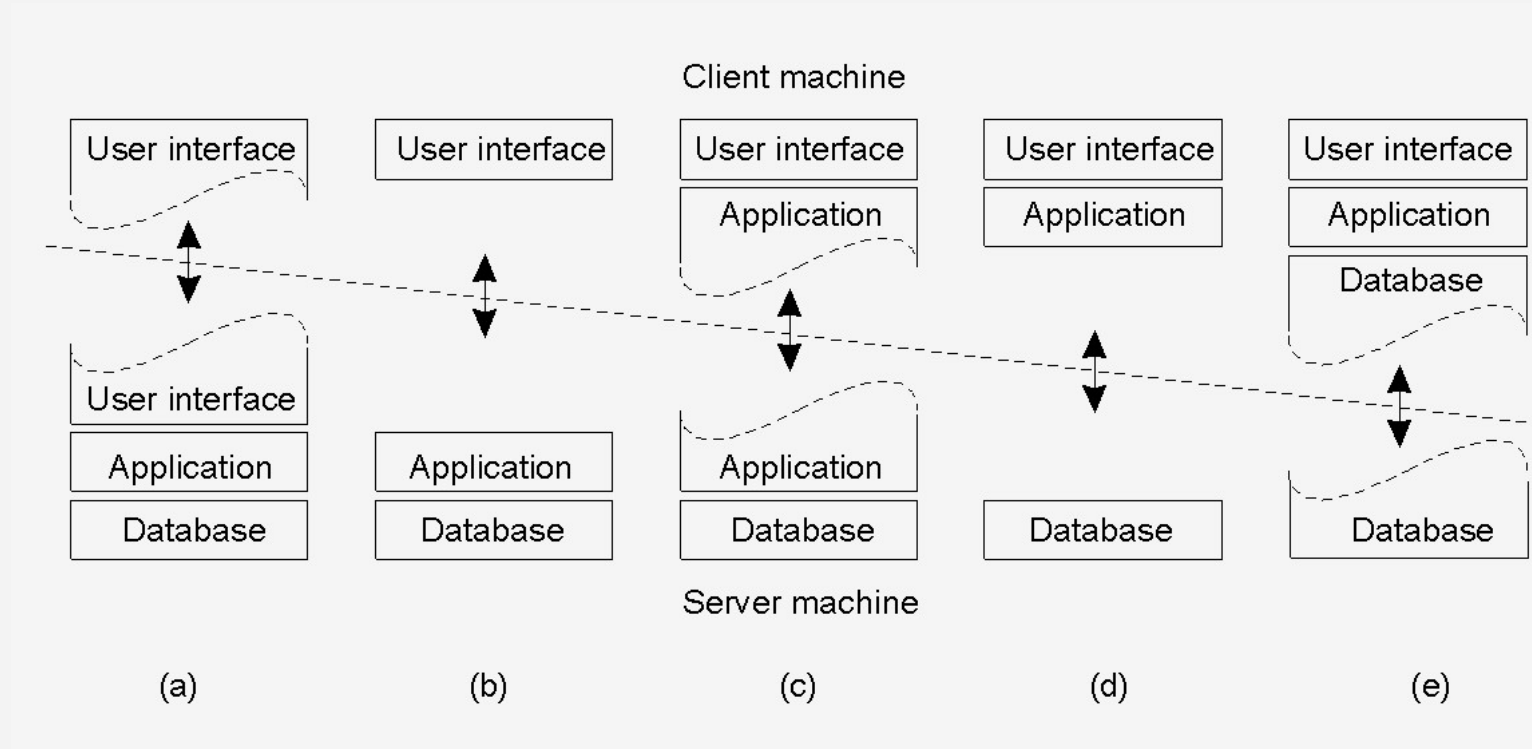 Client machine
User interface User interface User interface User interface User interface
Application Application Application
Database
User interface
Application Application Application
Database Database Database Database Database
Server machine
(a) (b) (c) (d) (e)